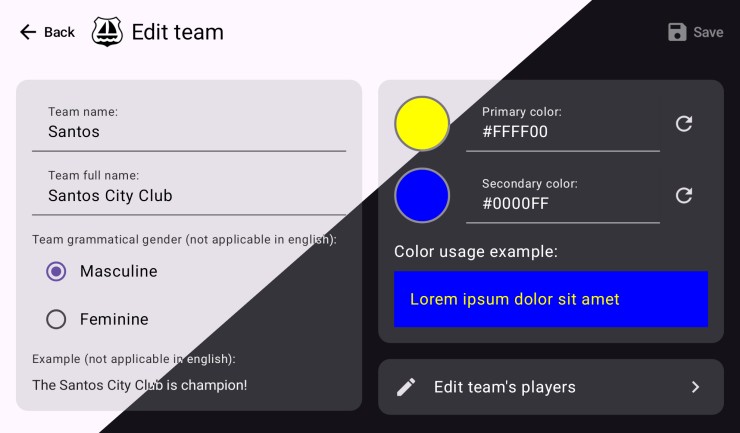 Back
Edit team
Save
Team name:
Santos
Team full name:
Santos City Club
Team grammatical gender (not applicable in english):
Masculine
Feminine
Example (not applicable in english):
The Santos City Club is champion!
Primary color:
#FFFF00
Secondary color:
#0000FF
Color usage example:
Lorem ipsum dolor sit amet
Edit team's players